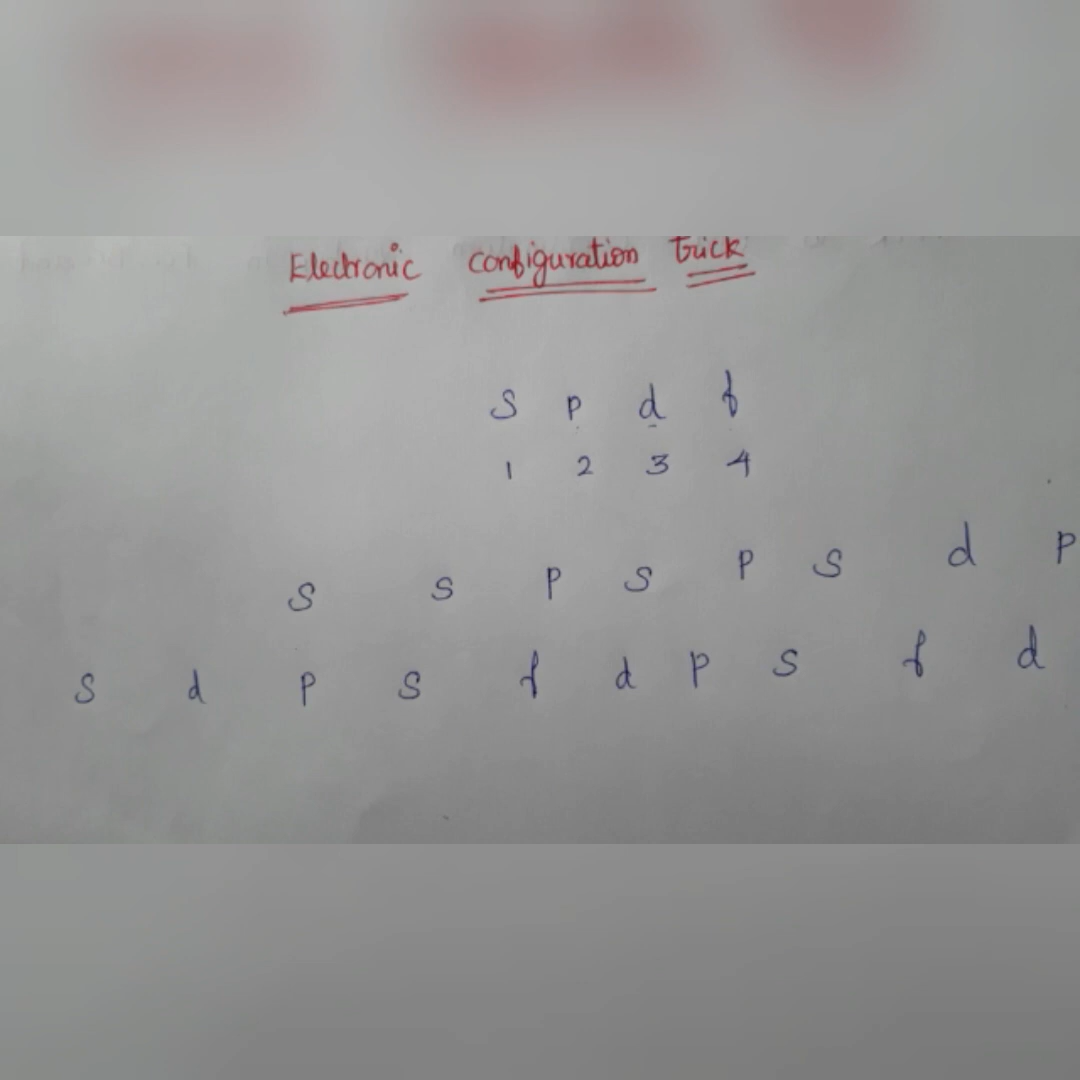 Electronic Configuration trick
S p d f
1 2 3 4
S S P S P S d P
S d P S f d P S f d